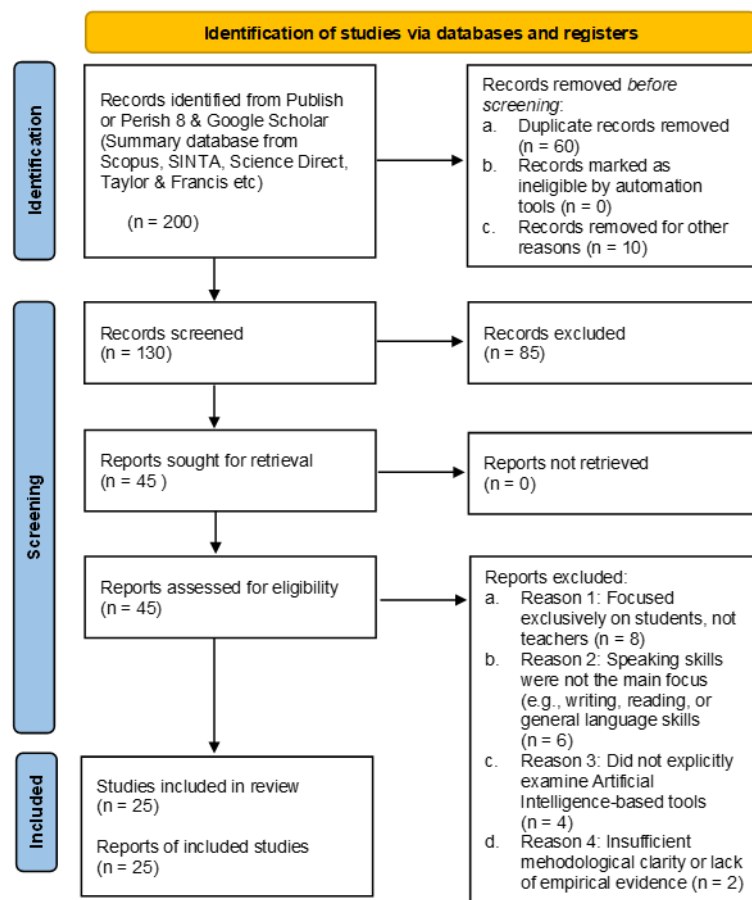 Identification of studies via databases and registers
Identification
Records identified from Publish
or Perish 8 & Google Scholar
(Summary database from
Scopus, SINTA, Science Direct,
Taylor & Francis etc)
(n = 200)
Records removed before
screening:
a. Duplicate records removed
(n = 60)
b. Records marked as
ineligible by automation
tools (n = 0)
c. Records removed for other
reasons (n = 10)
Screening
Records screened
(n = 130)
Records excluded
(n = 85)
Reports sought for retrieval
(n = 45 )
Reports not retrieved
(n = 0)
Reports assessed for eligibility
(n = 45)
Reports excluded:
a. Reason 1: Focused
exclusively on students, not
teachers (n = 8)
b. Reason 2: Speaking skills
were not the main focus
(e.g., writing, reading, or
general language skills
(n = 6)
c. Reason 3: Did not explicitly
examine Artificial
Intelligence-based tools
(n = 4)
d. Reason 4: Insufficient
mehodological clarity or lack
of empirical evidence (n = 2)
Included
Studies included in review
(n = 25)
Reports of included studies
(n = 25)